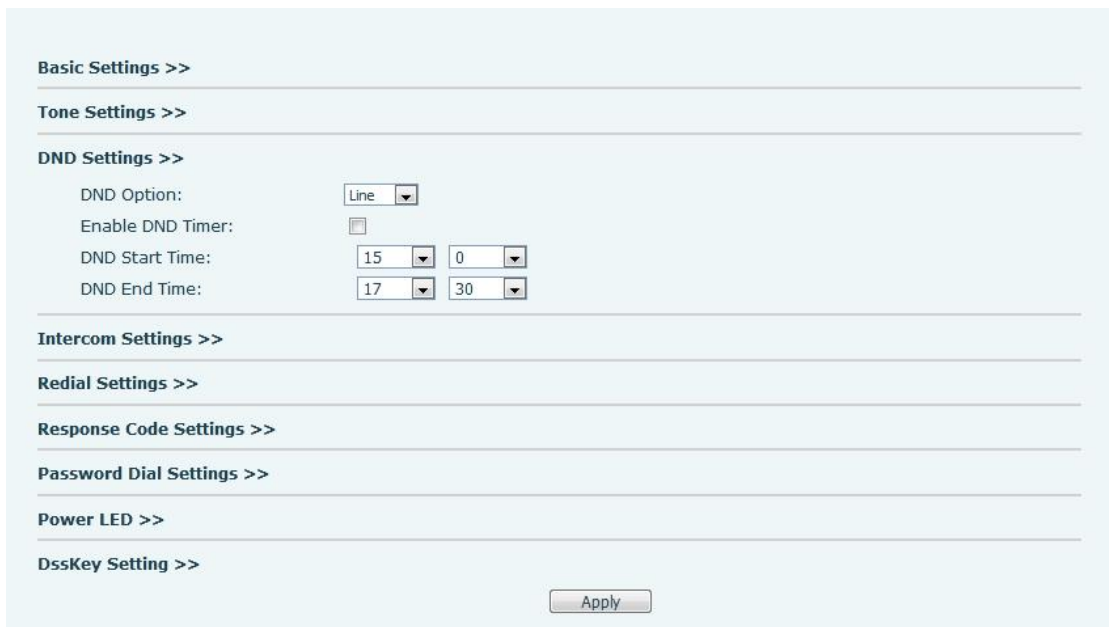 Basic Settings >>
Tone Settings >>
DND Settings >>
DND Option: Line
Enable DND Timer:
DND Start Time: 15 0
DND End Time: 17 30
Intercom Settings >>
Redial Settings >>
Response Code Settings >>
Password Dial Settings >>
Power LED >>
DssKey Setting >>
Apply